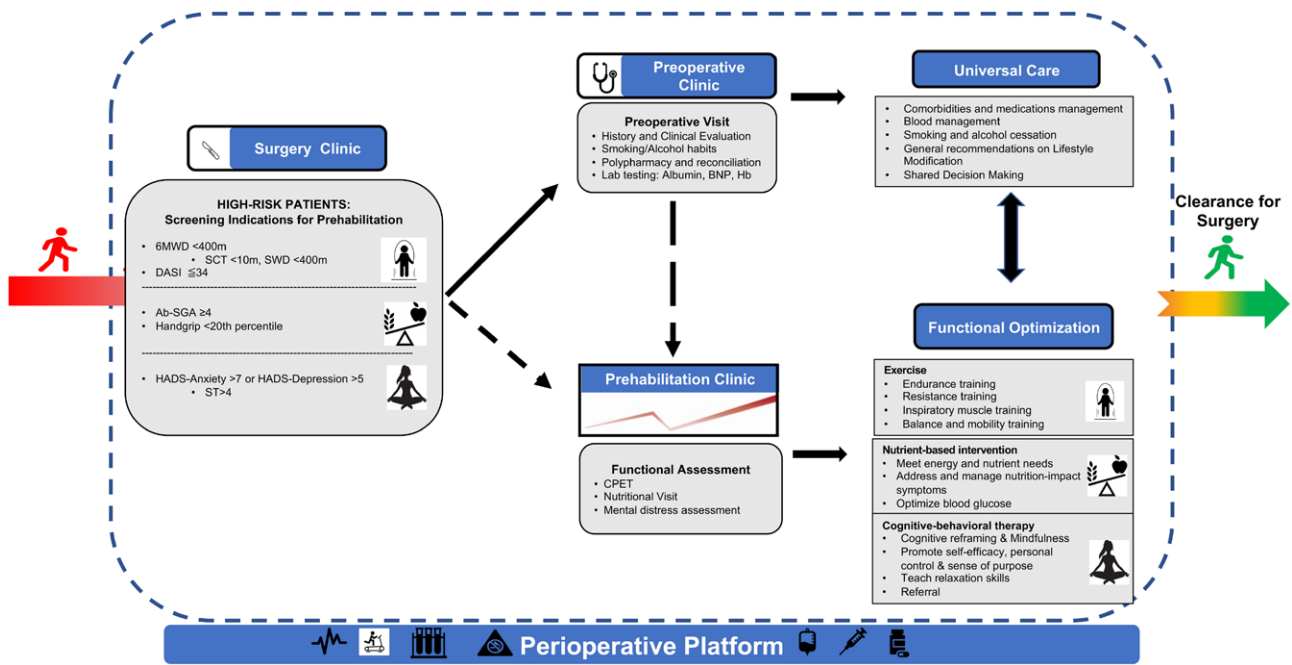 Surgery Clinic
HIGH-RISK PATIENTS:
Screening Indications for Prehabilitation
• 6MWD <400m
• SCT <10m, SWD <400m
• DASI ≦34
• Ab-SGA ≥4
• Handgrip <20th percentile
• HADS-Anxiety >7 or HADS-Depression >5
• ST>4
Preoperative
Clinic
Preoperative Visit
• History and Clinical Evaluation
• Smoking/Alcohol habits
• Polypharmacy and reconciliation
• Lab testing: Albumin, BNP, Hb
Prehabilitation Clinic
Functional Assessment
• CPET
• Nutritional Visit
• Mental distress assessment
Universal Care
• Comorbidities and medications management
• Blood management
• Smoking and alcohol cessation
• General recommendations on Lifestyle
Modification
• Shared Decision Making
Functional Optimization
Exercise
• Endurance training
• Resistance training
• Inspiratory muscle training
• Balance and mobility training
Nutrient-based intervention
• Meet energy and nutrient needs
• Address and manage nutrition-impact
symptoms
• Optimize blood glucose
Cognitive-behavioral therapy
• Cognitive reframing & Mindfulness
• Promote self-efficacy, personal
control & sense of purpose
• Teach relaxation skills
• Referral
Clearance for
Surgery
Perioperative Platform